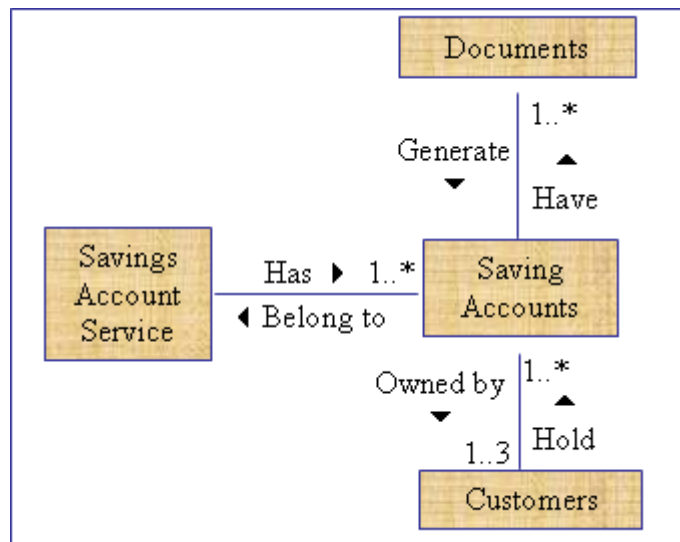 Documents
1..*
Generate
Have
Savings
Account
Service
Has 1..*
Belong to
Saving
Accounts
1..*
Owned by
1..3
Hold
Customers